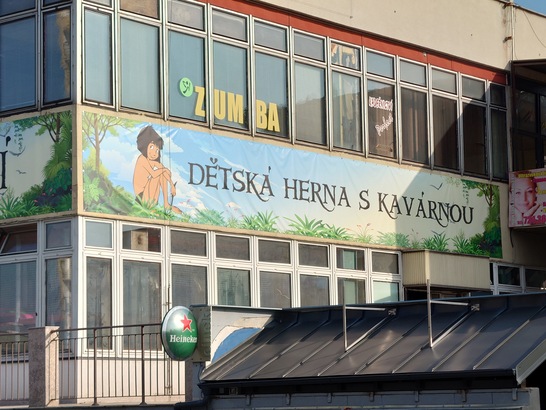 ZUMBA
Í
DĚTSKÁ HERNA S KAVÁRNOU
Heineken